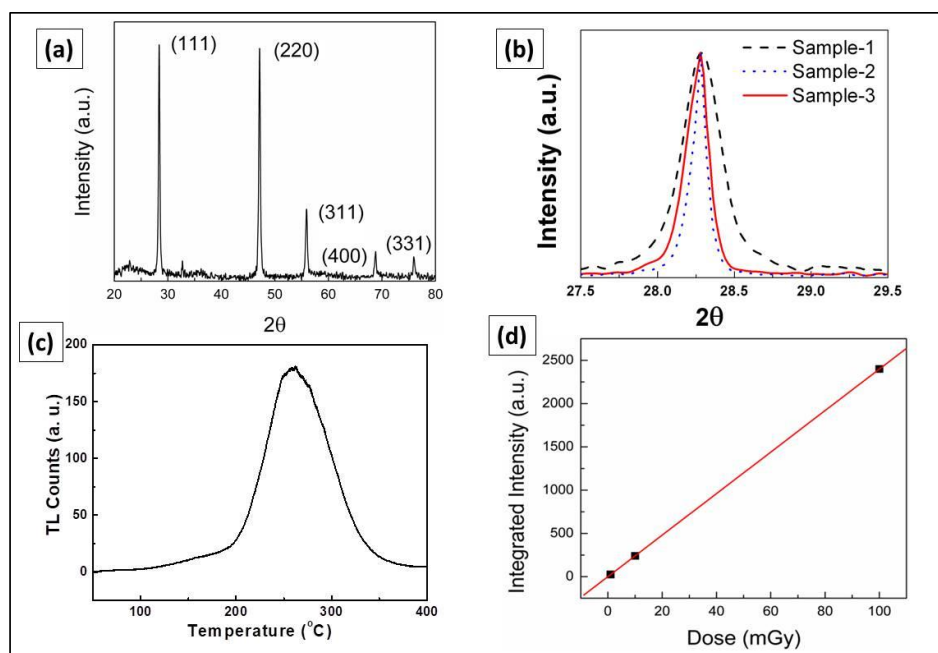 (a)
(111)
(220)
(311)
(400)
(331)
Intensity (a.u.)
20 30 40 50 60 70 80
2θ
(b)
Sample-1
Sample-2
Sample-3
Intensity (a.u.)
27.5 28.0 28.5 29.0 29.5
2θ
(c)
200
150
100
50
0
TL Counts (a. u.)
100 200 300 400
Temperature (°C)
(d)
2500
2000
1500
1000
500
0
Integrated Intensity (a.u.)
0 20 40 60 80 100
Dose (mGy)